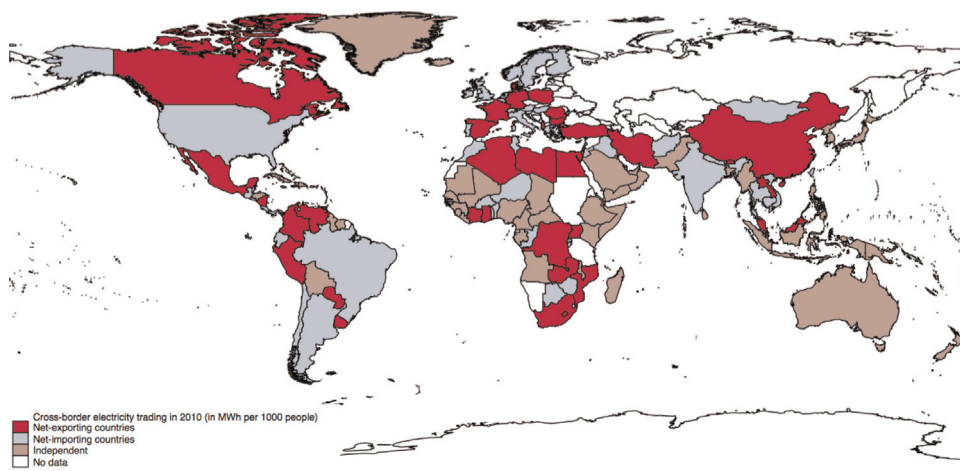 Cross-border electricity trading in 2010 (in MWh per 1000 people)
Net-exporting countries
Net-importing countries
Independent
No data